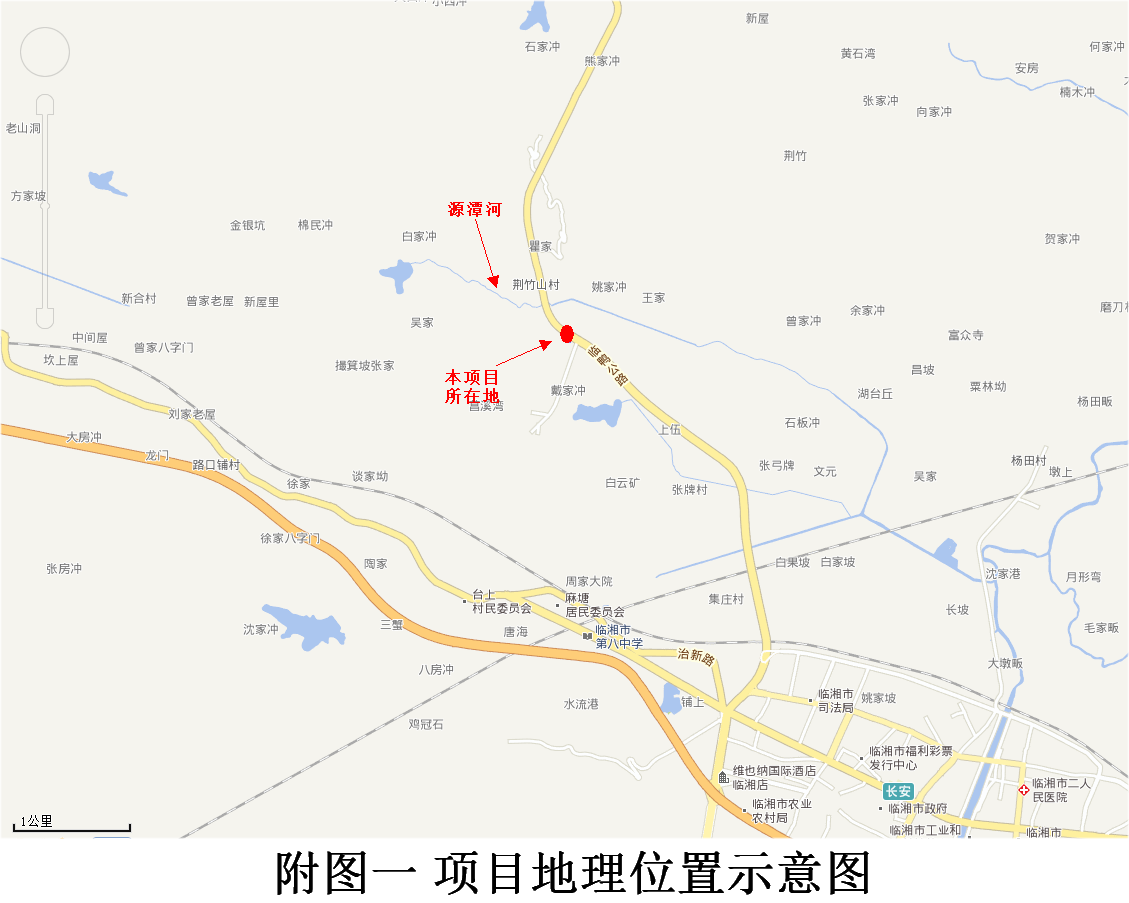 新屋
石家冲
熊家冲
黄石湾
何家冲
安房
楠木冲
张家冲
向家冲
老山洞
荆竹
方家坡
源潭河
金银坑
棉民冲
白家冲
瞿家
贺家冲
荆竹山村
姚家冲
王家
新合村
曾家老屋
新屋里
余家冲
磨刀
吴家
曾家冲
中间屋
曾家八字门
富众寺
坎上屋
撮箕坡张家
临鸭公路
昌坡
本项目
所在地
戴家冲
湖台丘
粟林坳
菖溪湾
杨田畈
刘家老屋
石板冲
大房冲
上伍
龙门
路口铺村
张弓牌
文元
杨田村
墩上
徐家
谈家坳
白云矿
张牌村
吴家
徐家八字门
陶家
白果坡
白家坡
张房冲
沈家港
月形弯
周家大院
台上
村民委员会
麻塘
居民委员会
集庄村
长坡
沈家冲
三蟹
唐海
临湘市
第八中学
毛家畈
治新路
大墩畈
八房冲
水流港
铺上
临湘市
司法局
姚家坡
鸡冠石
临湘市福利彩票
发行中心
维也纳国际酒店
临湘店
长安
临湘市二人
民医院
临湘市农业
农村局
临湘市政府
1公里
临湘市工业和
临湘市
附图一 项目地理位置示意图